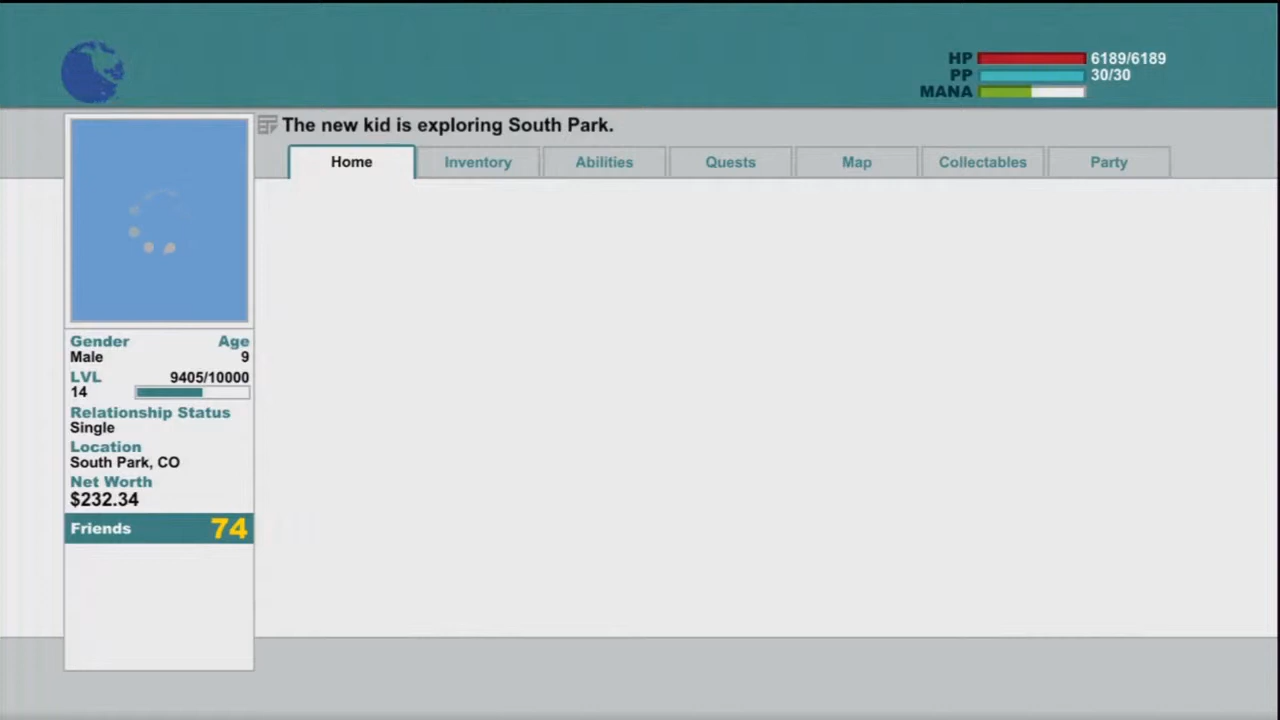 HP 6189/6189
PP 30/30
MANA
The new kid is exploring South Park.
Home Inventory Abilities Quests Map Collectables Party
Gender Age
Male 9
LVL 9405/10000
14
Relationship Status
Single
Location
South Park, CO
Net Worth
$232.34
Friends 74